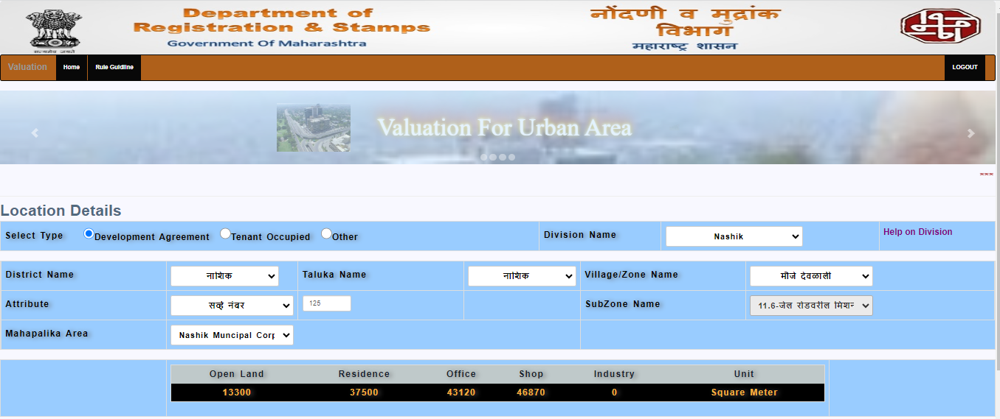 Department of
Registration & Stamps
Government Of Maharashtra
नोंदणी व मुद्रांक
विभाग
महाराष्ट्र शासन
सत्यमेव जयते
Valuation Home Rule Guidline LOGOUT
Valuation For Urban Area
***
Location Details
Select Type Development Agreement Tenant Occupied Other Division Name Nashik Help on Division
District Name नाशिक Taluka Name नाशिक Village/Zone Name मौजे देवळाली
Attribute सर्व्हे नंबर 125 SubZone Name 11.6-जेल रोडवरील मिशन
Mahapalika Area Nashik Muncipal Corp
Open Land Residence Office Shop Industry Unit
13300 37500 43120 46870 0 Square Meter